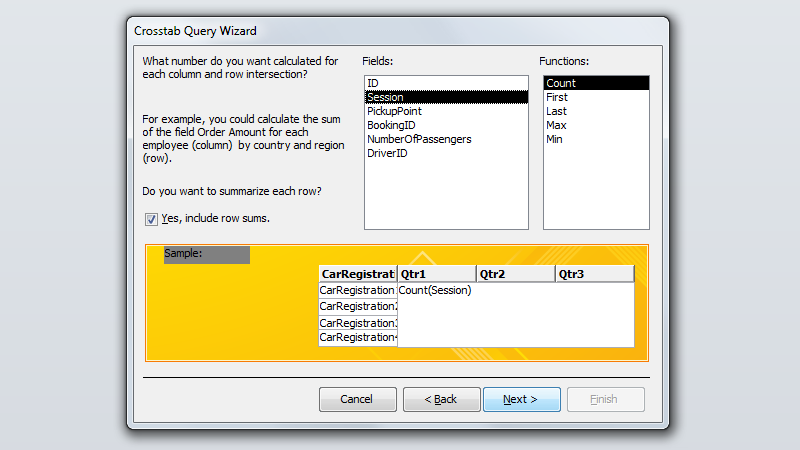 Crosstab Query Wizard
What number do you want calculated for
each column and row intersection?
For example, you could calculate the sum
of the field Order Amount for each
employee (column)  by country and region
(row).
Do you want to summarize each row?
Yes, include row sums.
Fields:
ID
Session
PickupPoint
BookingID
NumberOfPassengers
DriverID
Functions:
Count
First
Last
Max
Min
Sample:
CarRegistrati Qtr1 Qtr2 Qtr3
CarRegistration1 Count(Session)
CarRegistration2
CarRegistration3
CarRegistration4
Cancel < Back Next > Finish